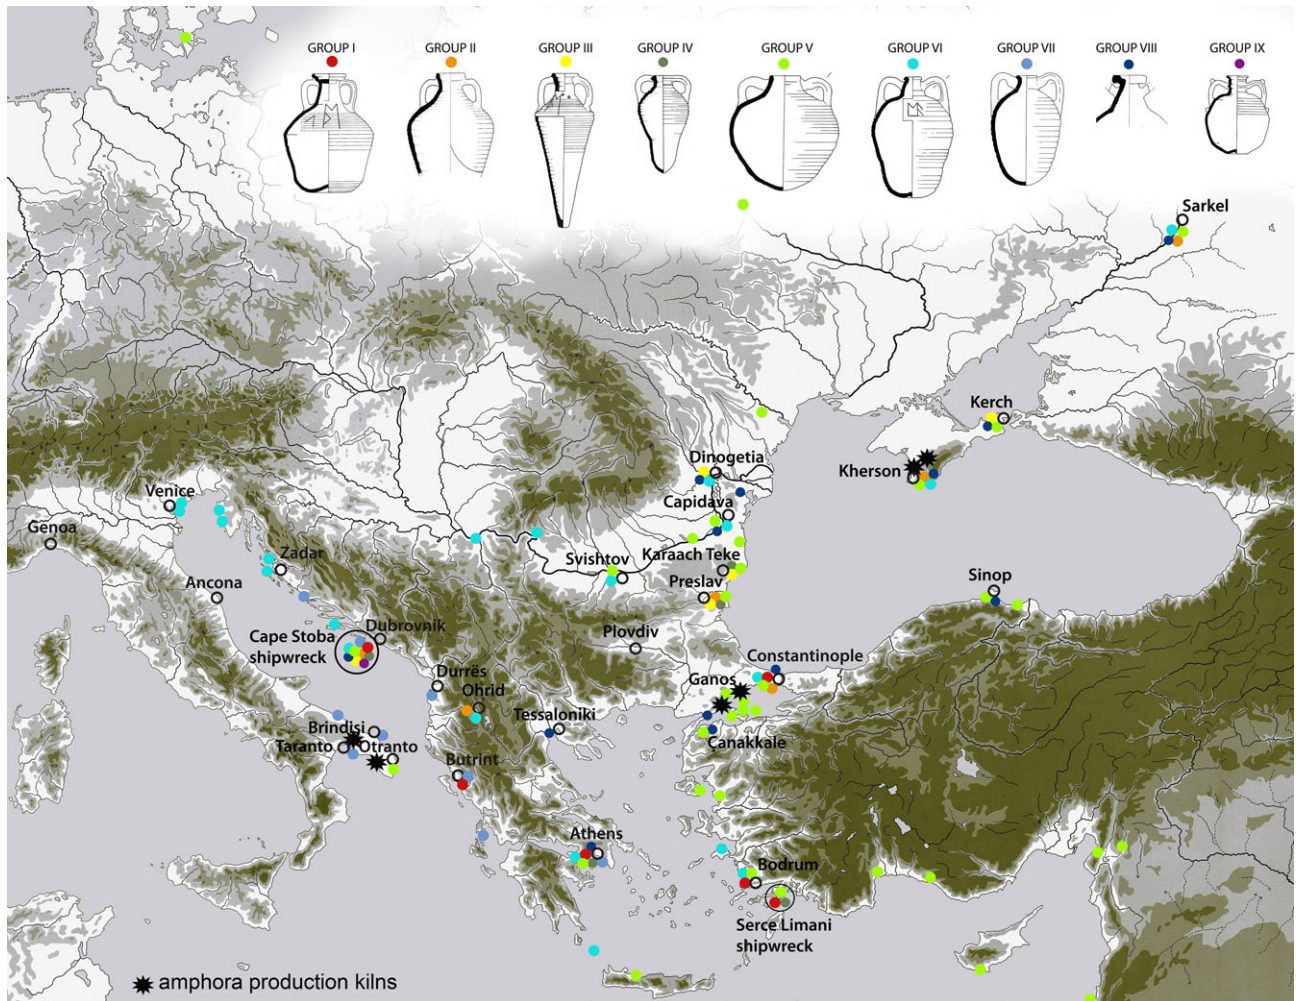 GROUP I
GROUP II
GROUP III
GROUP IV
GROUP V
GROUP VI
GROUP VII
GROUP VIII
GROUP IX
Sarkel
Kerch
Dinogetia
Kherson
Venice
Capidava
Genoa
Zadar
Svishtov
Karaach Teke
Ancona
Preslav
Sinop
Cape Stoba
shipwreck
Dubrovnik
Plovdiv
Constantinople
Durrës
Ganos
Ohrid
Brindisi
Tessaloniki
Taranto
Otranto
Canakkale
Butrint
Athens
Bodrum
Serce Limani
shipwreck
amphora production kilns